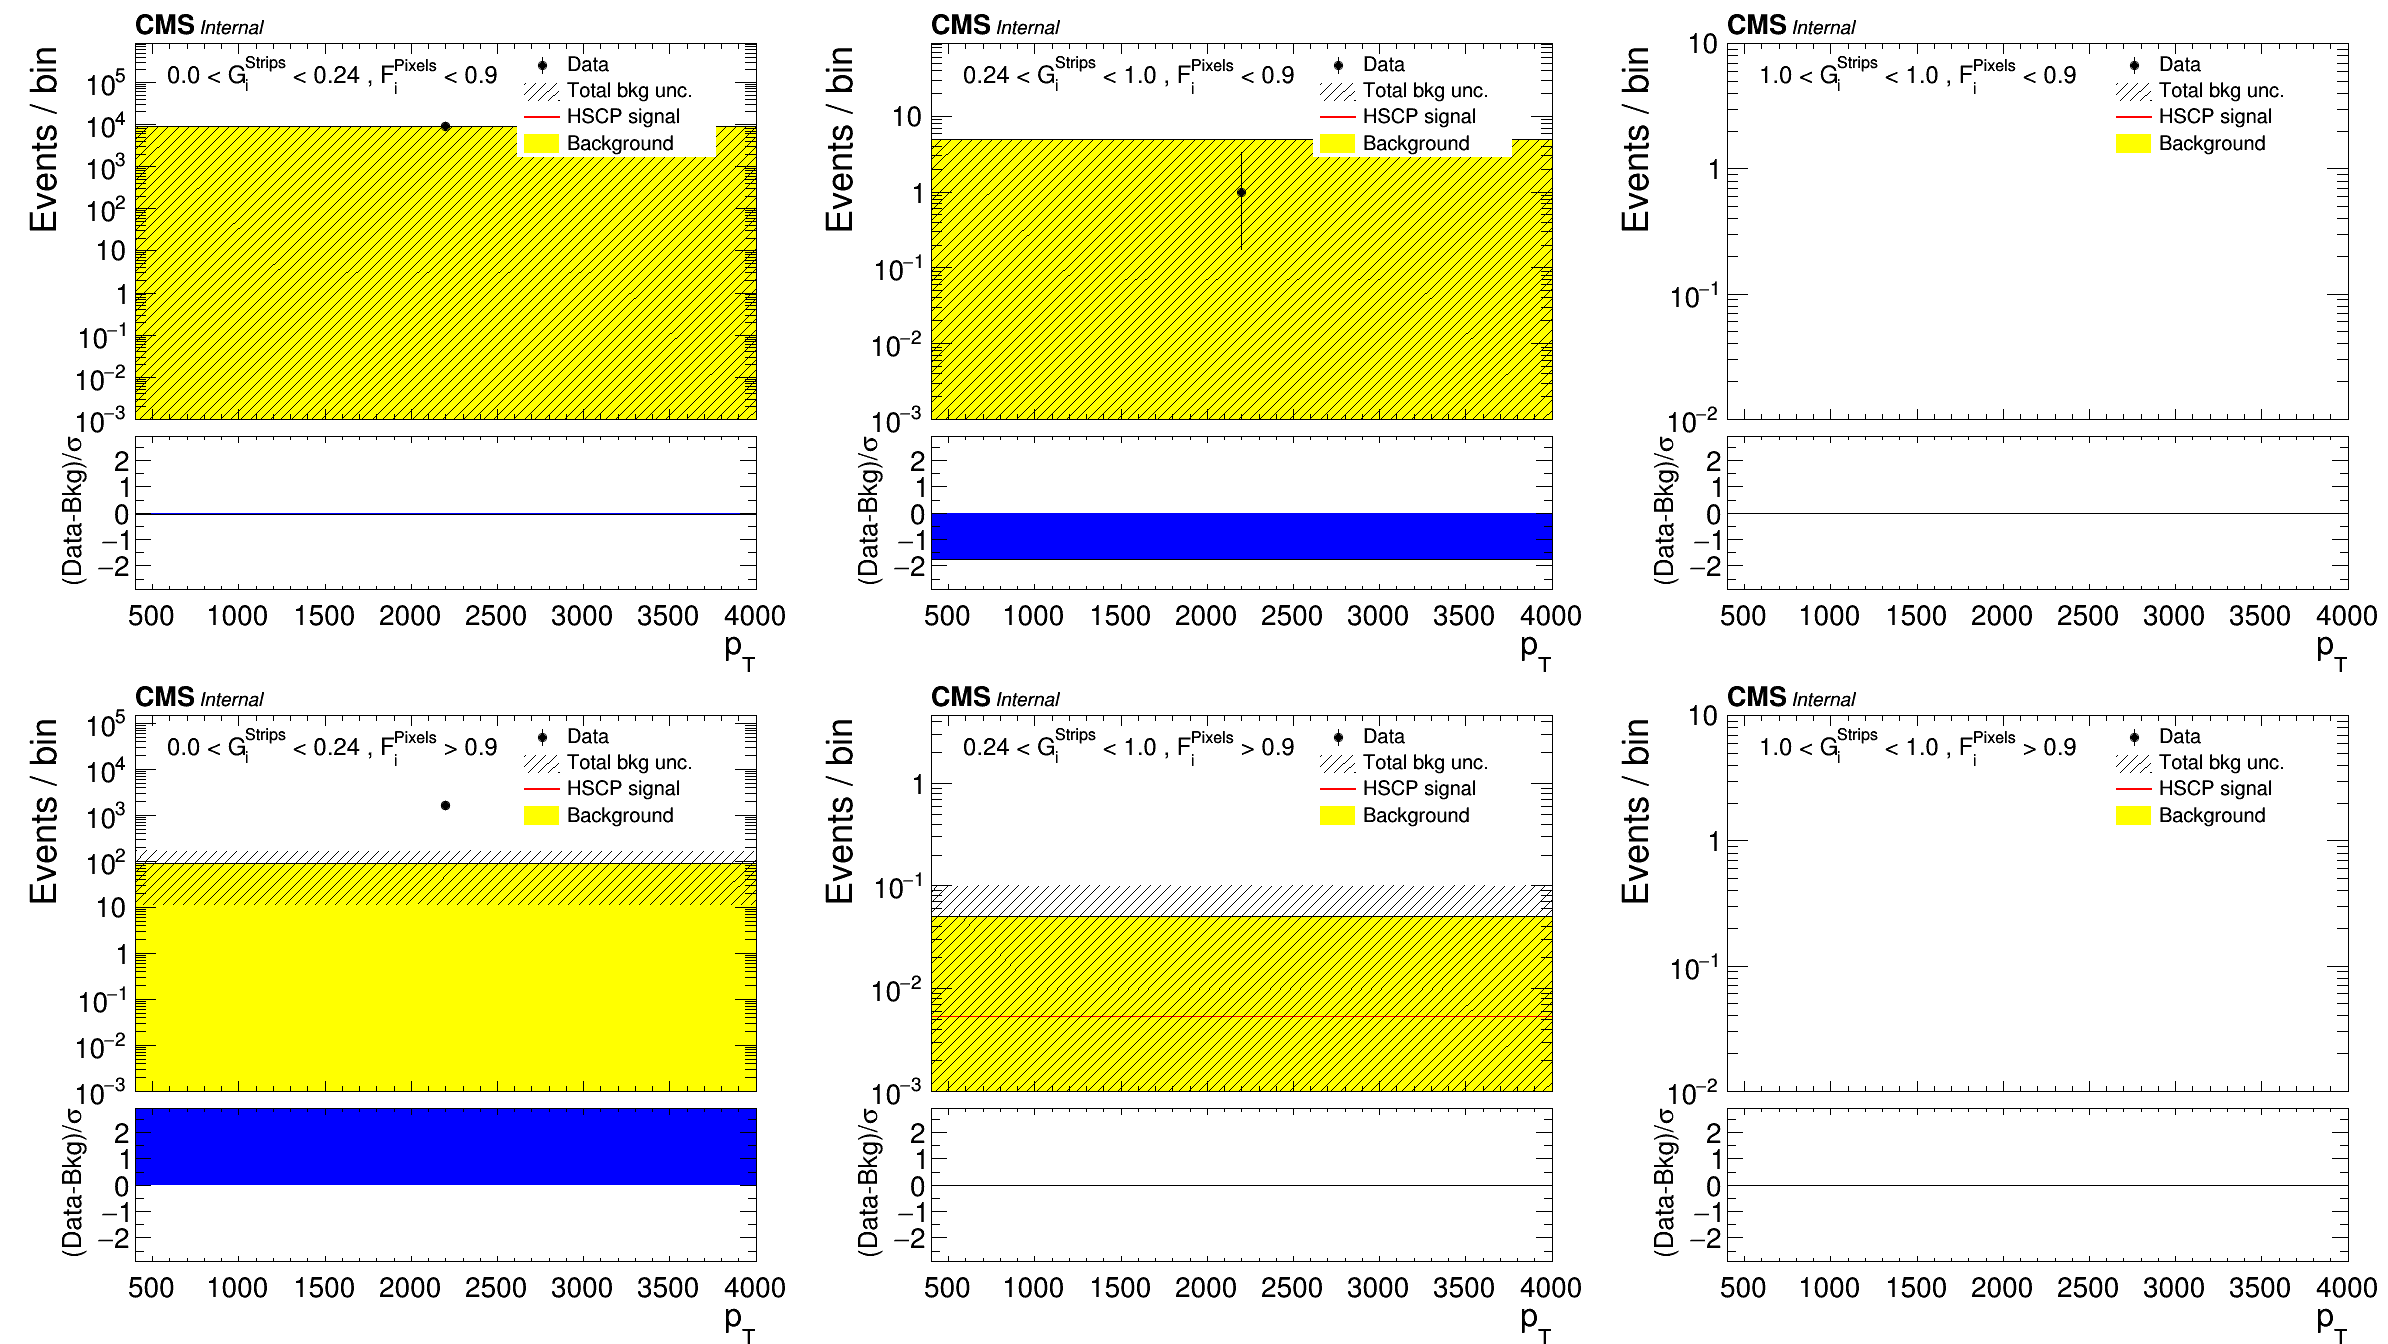 CMS Internal
Events / bin
0.0 < G_i^Strips < 0.24 , F_i^Pixels < 0.9
Data
Total bkg unc.
HSCP signal
Background
10^5
10^4
10^3
10^2
10
1
10^−1
10^−2
10^−3
(Data-Bkg)/σ
2
1
0
−1
−2
500 1000 1500 2000 2500 3000 3500 4000
p_T
CMS Internal
Events / bin
0.24 < G_i^Strips < 1.0 , F_i^Pixels < 0.9
Data
Total bkg unc.
HSCP signal
Background
10
1
10^−1
10^−2
10^−3
(Data-Bkg)/σ
2
1
0
−1
−2
500 1000 1500 2000 2500 3000 3500 4000
p_T
CMS Internal
Events / bin
1.0 < G_i^Strips < 1.0 , F_i^Pixels < 0.9
Data
Total bkg unc.
HSCP signal
Background
10
1
10^−1
10^−2
(Data-Bkg)/σ
2
1
0
−1
−2
500 1000 1500 2000 2500 3000 3500 4000
p_T
CMS Internal
Events / bin
0.0 < G_i^Strips < 0.24 , F_i^Pixels > 0.9
Data
Total bkg unc.
HSCP signal
Background
10^5
10^4
10^3
10^2
10
1
10^−1
10^−2
10^−3
(Data-Bkg)/σ
2
1
0
−1
−2
500 1000 1500 2000 2500 3000 3500 4000
p_T
CMS Internal
Events / bin
0.24 < G_i^Strips < 1.0 , F_i^Pixels > 0.9
Data
Total bkg unc.
HSCP signal
Background
1
10^−1
10^−2
10^−3
(Data-Bkg)/σ
2
1
0
−1
−2
500 1000 1500 2000 2500 3000 3500 4000
p_T
CMS Internal
Events / bin
1.0 < G_i^Strips < 1.0 , F_i^Pixels > 0.9
Data
Total bkg unc.
HSCP signal
Background
10
1
10^−1
10^−2
(Data-Bkg)/σ
2
1
0
−1
−2
500 1000 1500 2000 2500 3000 3500 4000
p_T